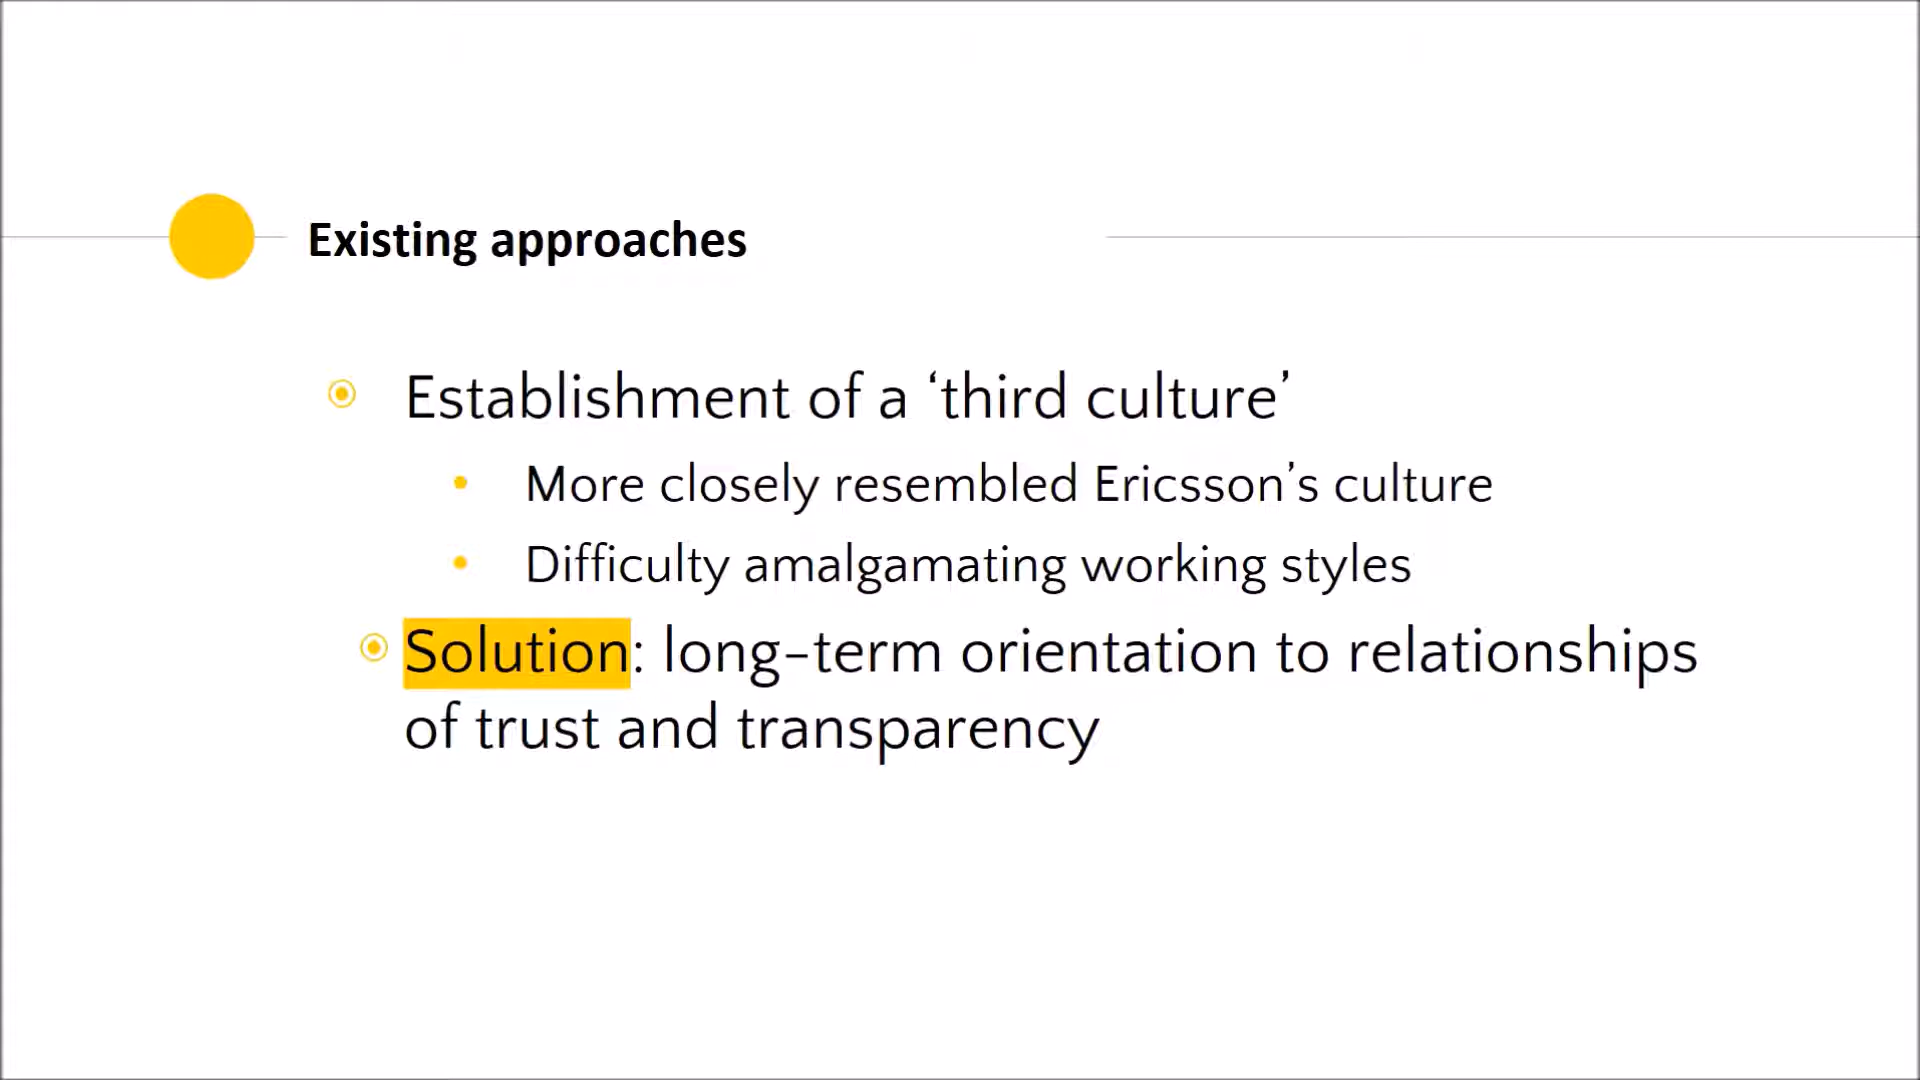 Existing approaches
Establishment of a ‘third culture’
More closely resembled Ericsson’s culture
Difficulty amalgamating working styles
Solution: long-term orientation to relationships
of trust and transparency